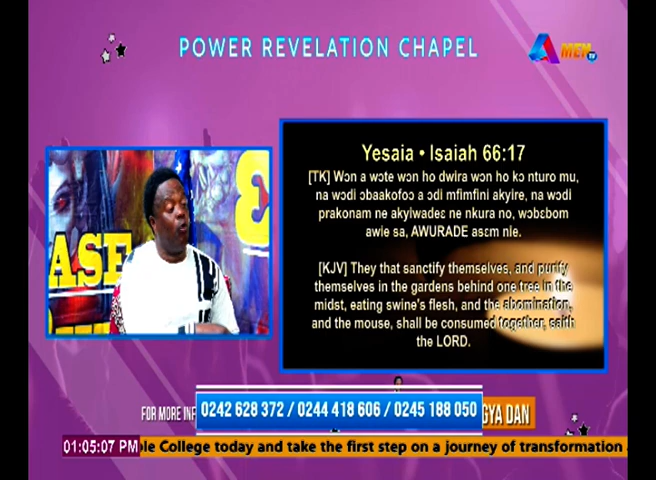 POWER REVELATION CHAPEL
AMEN
TV
Yesaia • Isaiah 66:17
[TK] Wɔn a wɔte wɔn ho dwira wɔn ho kɔ nturo mu,
na wɔdi ɔbaakofoɔ a ɔdi mfimfini akyire, na wɔdi
prakonam ne akyiwadeɛ ne nkura no, wɔbɛbom
awie sa, AWURADE asɛm nie.
[KJV] They that sanctify themselves, and purify
themselves in the gardens behind one tree in the
midst, eating swine's flesh, and the abomination,
and the mouse, shall be consumed together, saith
the LORD.
ASE
FOR MORE INF
0242 628 372 / 0244 418 606 / 0245 188 050
GYA DAN
01:05:07 PM
ble College today and take the first step on a journey of transformation